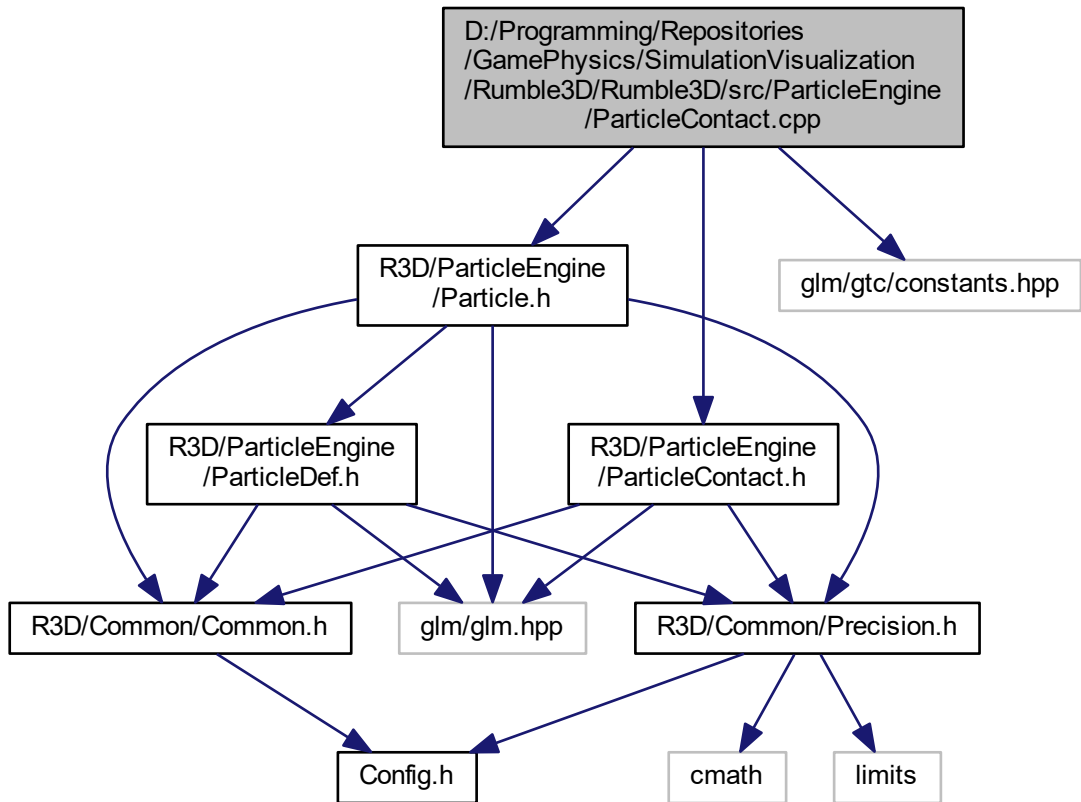 D:/Programming/Repositories
/GamePhysics/SimulationVisualization
/Rumble3D/Rumble3D/src/ParticleEngine
/ParticleContact.cpp
R3D/ParticleEngine
/Particle.h
glm/gtc/constants.hpp
R3D/ParticleEngine
/ParticleDef.h
R3D/ParticleEngine
/ParticleContact.h
R3D/Common/Common.h
glm/glm.hpp
R3D/Common/Precision.h
Config.h
cmath
limits